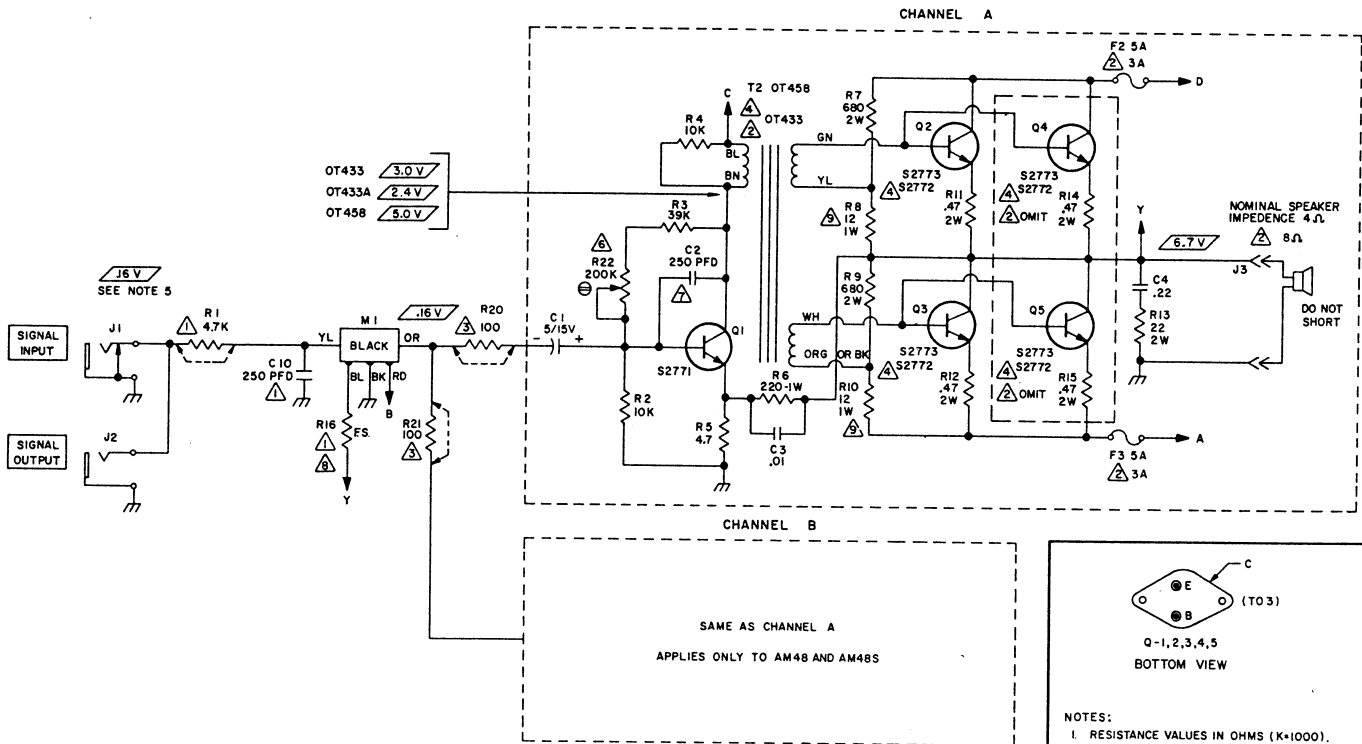 CHANNEL A
F2 5A
2 3A
D
C
T2 OT458
4
2 OT433
R7
680
2W
R4
10K
BL
BN
GN
YL
Q2
Q4
S2773
4 S2772
S2773
4 S2772
2 OMIT
OT433 3.0 V
OT433A 2.4 V
OT458 5.0 V
R3
39K
R8
12
1W
9
R11
.47
2W
R14
.47
2W
NOMINAL SPEAKER
IMPEDENCE 4Ω
2 8Ω
Y
6.7 V
J3
6
R22
200K
C2
250 PFD
7
R9
680
2W
C4
.22
R13
22
2W
DO NOT
SHORT
.16 V
SEE NOTE 5
SIGNAL
INPUT
J1
1 R1
4.7K
YL
M1
BLACK
OR
.16V
3 R20
100
C1
5/15V
- +
Q1
S2771
WH
ORG OR BK
Q3
Q5
S2773
4 S2772
S2773
4 S2772
2 OMIT
C10
250 PFD
1
BL BK RD
B
R16
1
8
F.S.
Y
R21
100
3
R2
10K
R6
220-1W
R5
4.7
C3
.01
R10
12
1W
9
R12
.47
2W
R15
.47
2W
SIGNAL
OUTPUT
J2
F3 5A
2 3A
A
CHANNEL B
SAME AS CHANNEL A
APPLIES ONLY TO AM48 AND AM48S
C
E
B
(TO3)
Q-1,2,3,4,5
BOTTOM VIEW
NOTES:
1. RESISTANCE VALUES IN OHMS (K=1000).